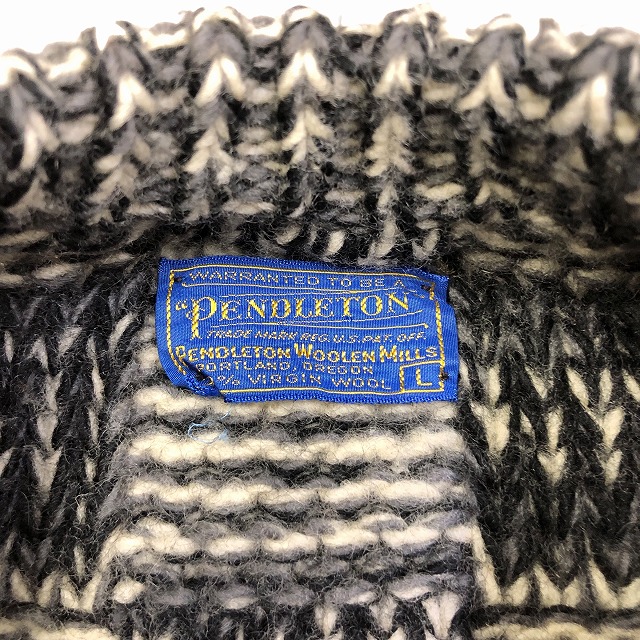 WARRANTED TO BE A
"PENDLETON"
TRADE MARK REG. U.S. PAT. OFF.
PENDLETON WOOLEN MILLS
PORTLAND, OREGON
% VIRGIN WOOL
L